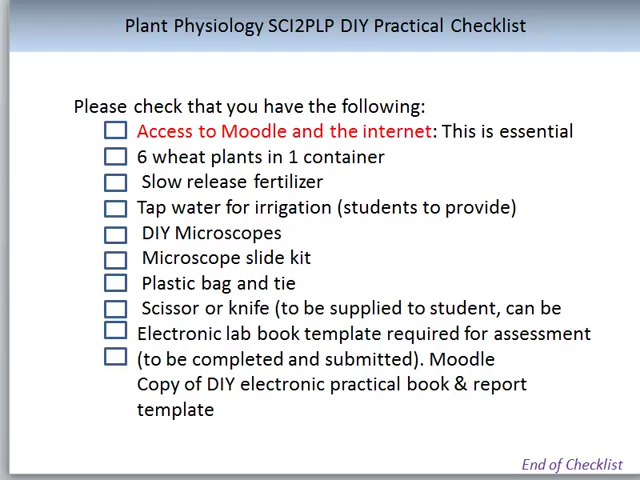 Plant Physiology SCI2PLP DIY Practical Checklist
Please check that you have the following:
Access to Moodle and the internet: This is essential
6 wheat plants in 1 container
Slow release fertilizer
Tap water for irrigation (students to provide)
DIY Microscopes
Microscope slide kit
Plastic bag and tie
Scissor or knife (to be supplied to student, can be
Electronic lab book template required for assessment
(to be completed and submitted). Moodle
Copy of DIY electronic practical book & report
template
End of Checklist